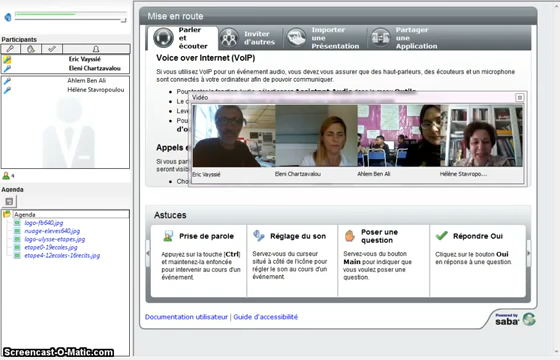 Participants
Eric Vayssié
Eleni Chartzavalou
Ahlem Ben Ali
Hélène Stavropoulou
4
Agenda
Agenda
logo-fb640.jpg
nuage-eleves640.jpg
logo-ulysse-etapes.jpg
etape0-19ecoles.jpg
etape4-12ecoles-16recits.jpg
Mise en route
Parler et écouter
Inviter d'autres
Importer une Présentation
Partager une Application
Voice over Internet (VoIP)
Si vous utilisez VoIP pour un événement audio, vous devez vous assurer que des haut-parleurs, des écouteurs et un microphone
sont connectés à votre ordinateur afin de pouvoir communiquer.
Vidéo
Eric Vayssié
Eleni Chartzavalou
Ahlem Ben Ali
Hélène Stavropo...
Appels e
Si vous par
seront visib
Cho
Astuces
Prise de parole
Appuyez sur la touche [Ctrl]
et maintenez-la enfoncée
pour intervenir au cours d'un
événement.
Réglage du son
Servez-vous du curseur
situé à côté de l'icône pour
régler le son au cours d'un
événement.
Poser une question
Servez-vous du bouton
Main pour indiquer que
vous voulez poser une
question.
Répondre Oui
Cliquez sur le bouton Oui
en réponse à une question.
Documentation utilisateur | Guide d'accessibilité
Powered by
saba
Screencast-O-Matic.com